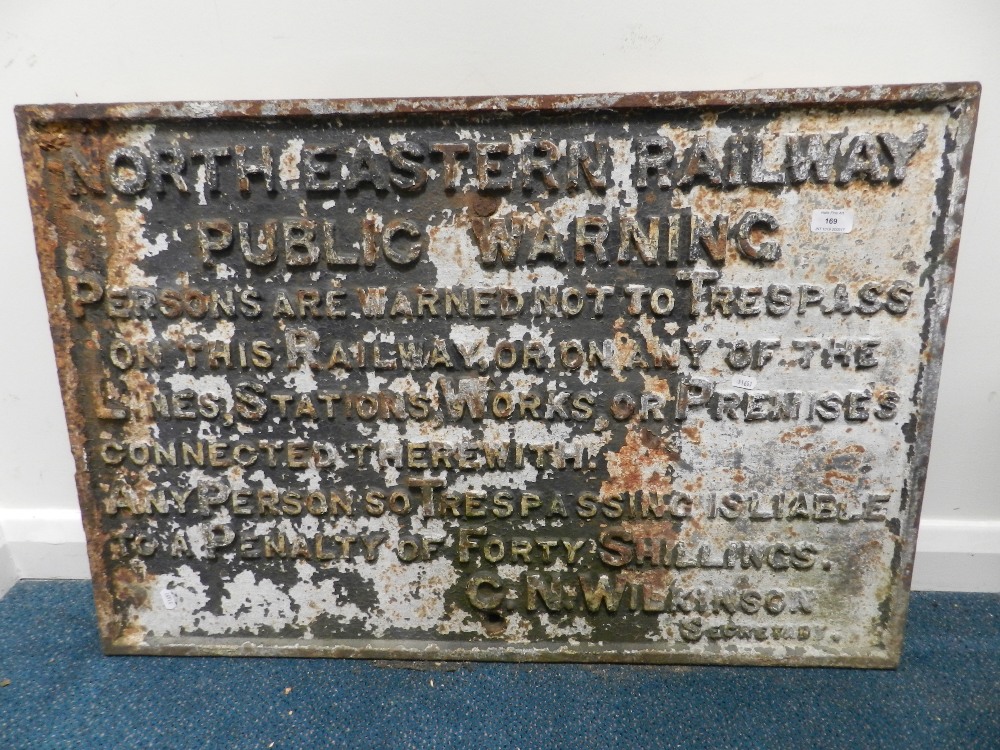 NORTH EASTERN RAILWAY
PUBLIC WARNING
PERSONS ARE WARNED NOT TO TRESPASS
ON THIS RAILWAY, OR ON ANY OF THE
LINES, STATIONS, WORKS OR PREMISES
CONNECTED THEREWITH.
ANY PERSON SO TRESPASSING IS LIABLE
TO A PENALTY OF FORTY SHILLINGS.
C. N. WILKINSON
SECRETARY.
169